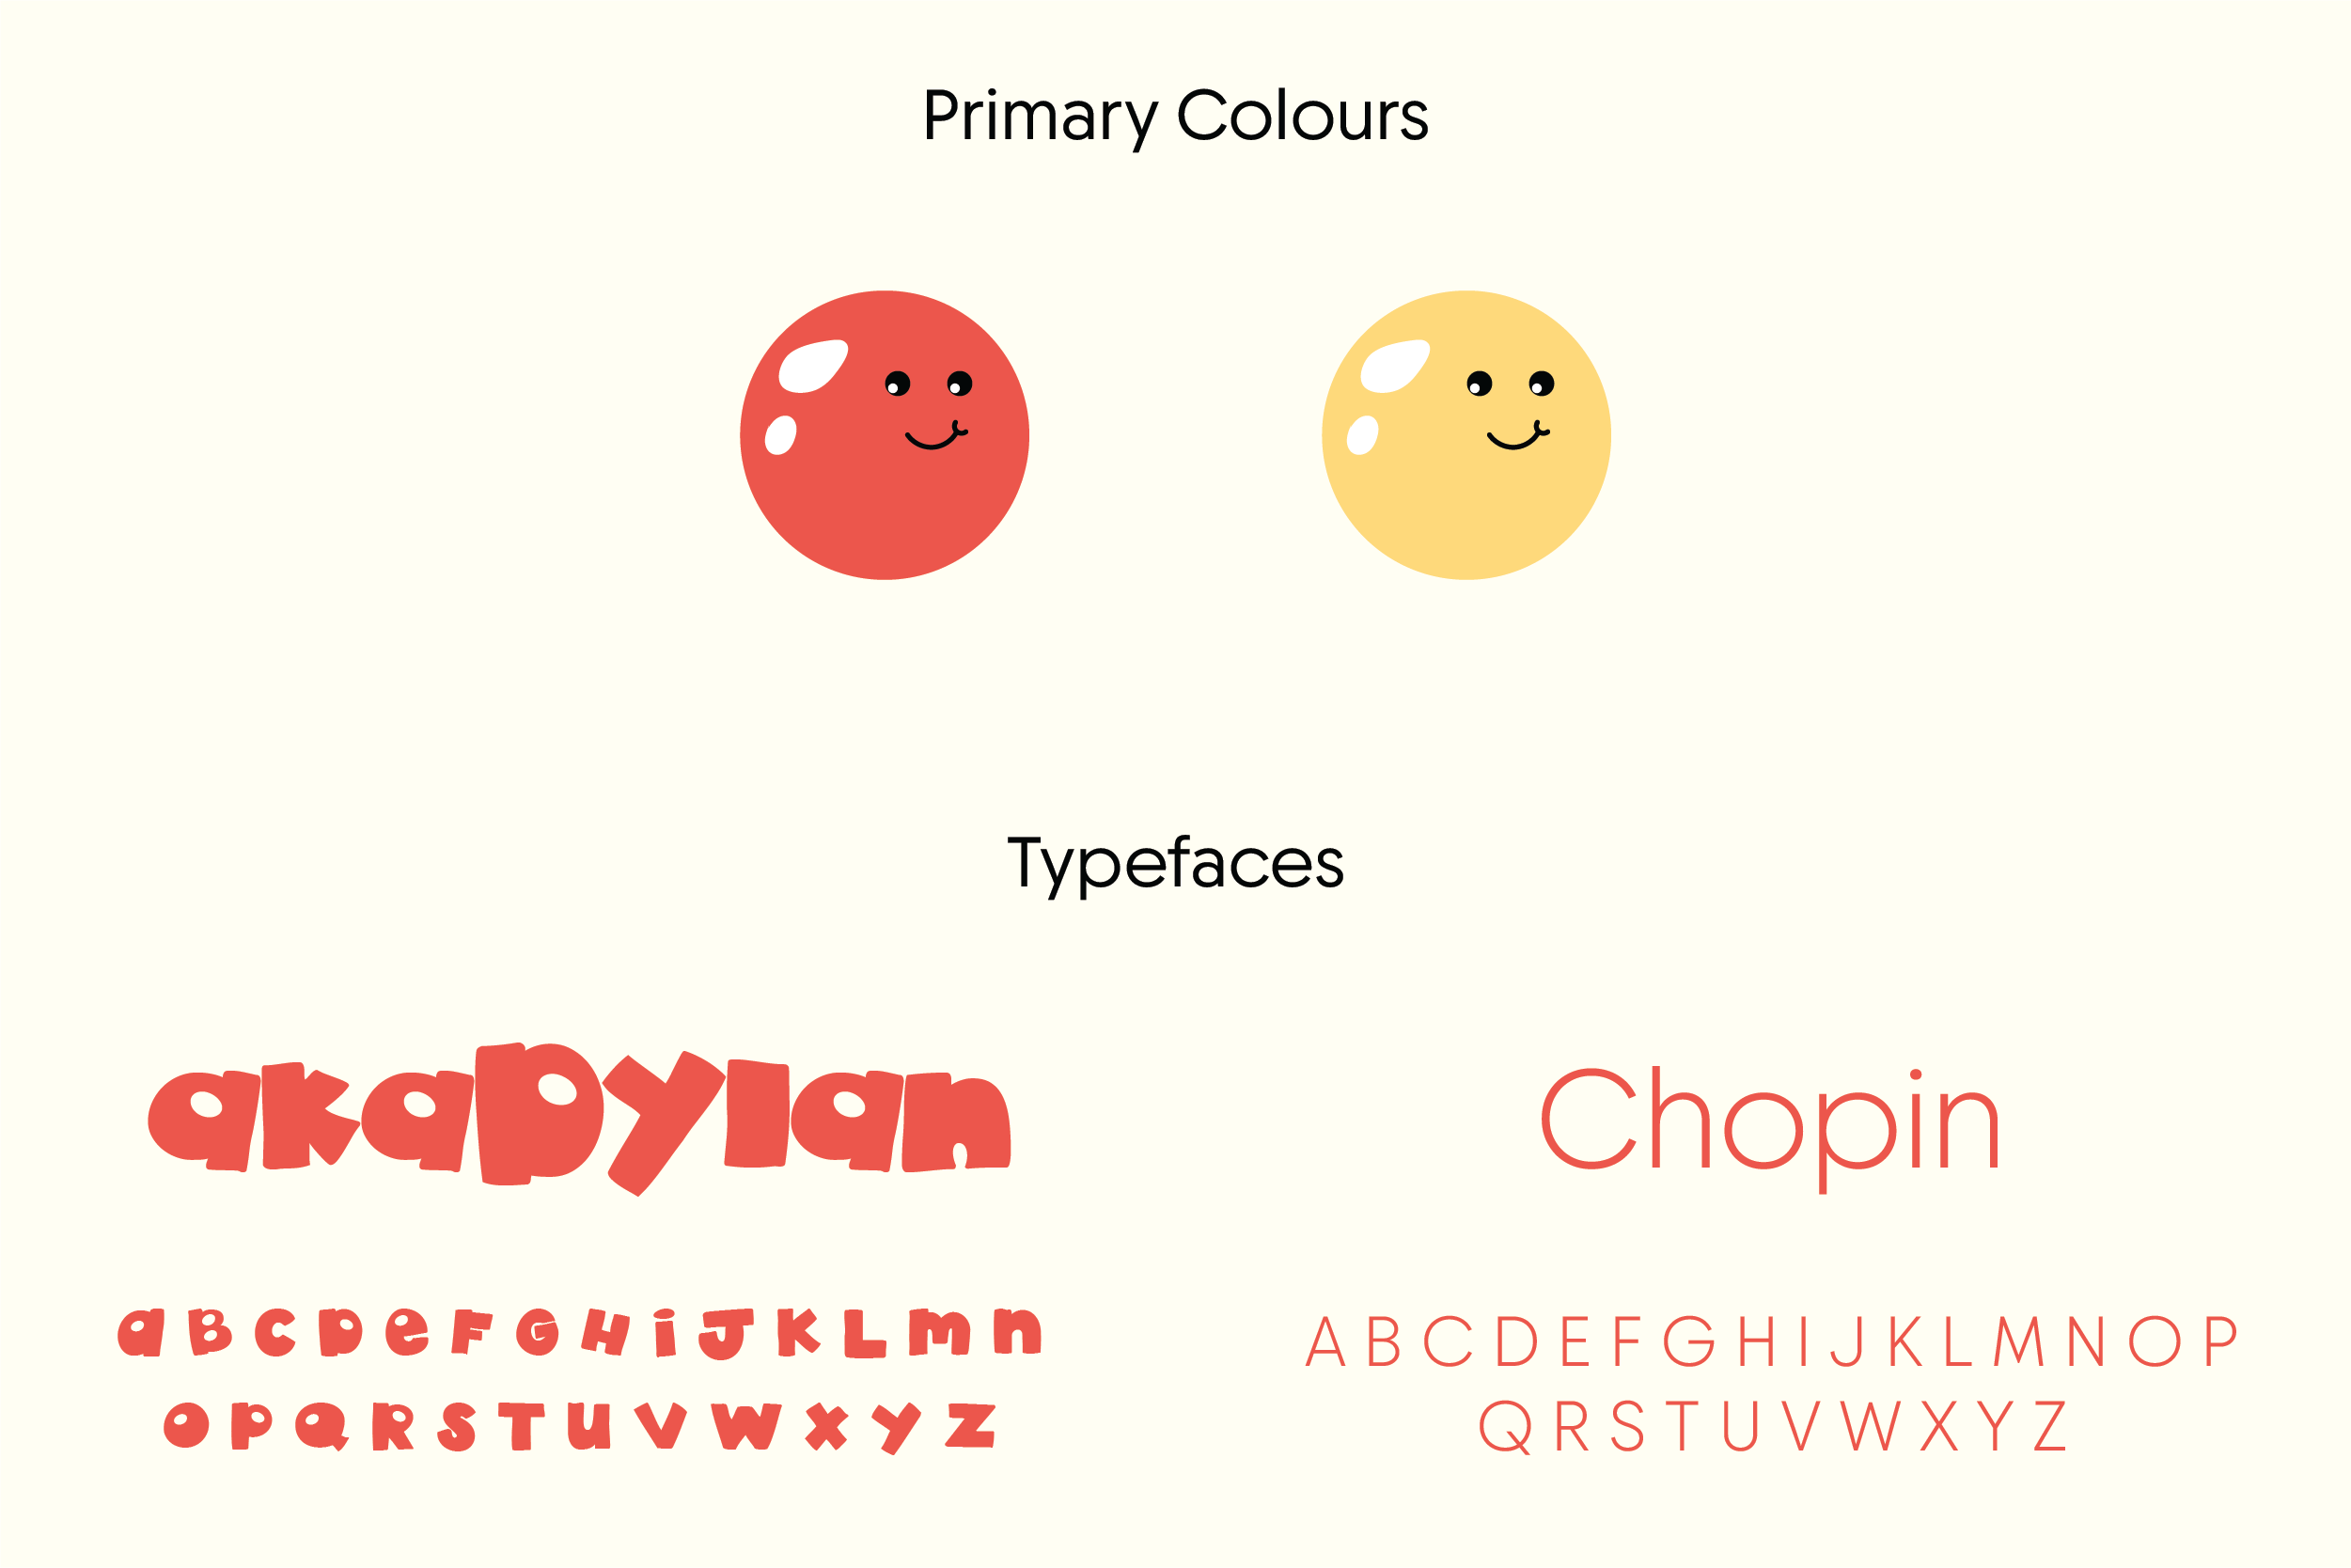 Primary Colours
Typefaces
akaDylan
Chopin
a B C D e F G H i J K L m n
O P Q R S T U V W X Y Z
A B C D E F G H I J K L M N O P
Q R S T U V W X Y Z